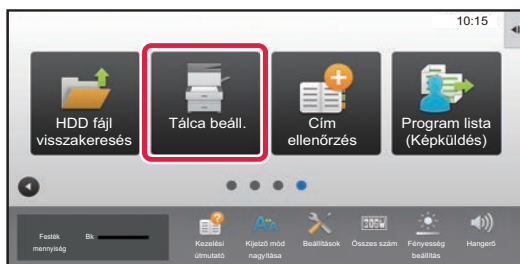 10:15
HDD fájl
visszakeresés
Tálca beáll.
Cím
ellenőrzés
Program lista
(Képküldés)
Festék
mennyiség
Bk
Kezelési
útmutató
Kijelző mód
nagyítása
Beállítások
Összes szám
Fényesség
beállítás
Hangerő